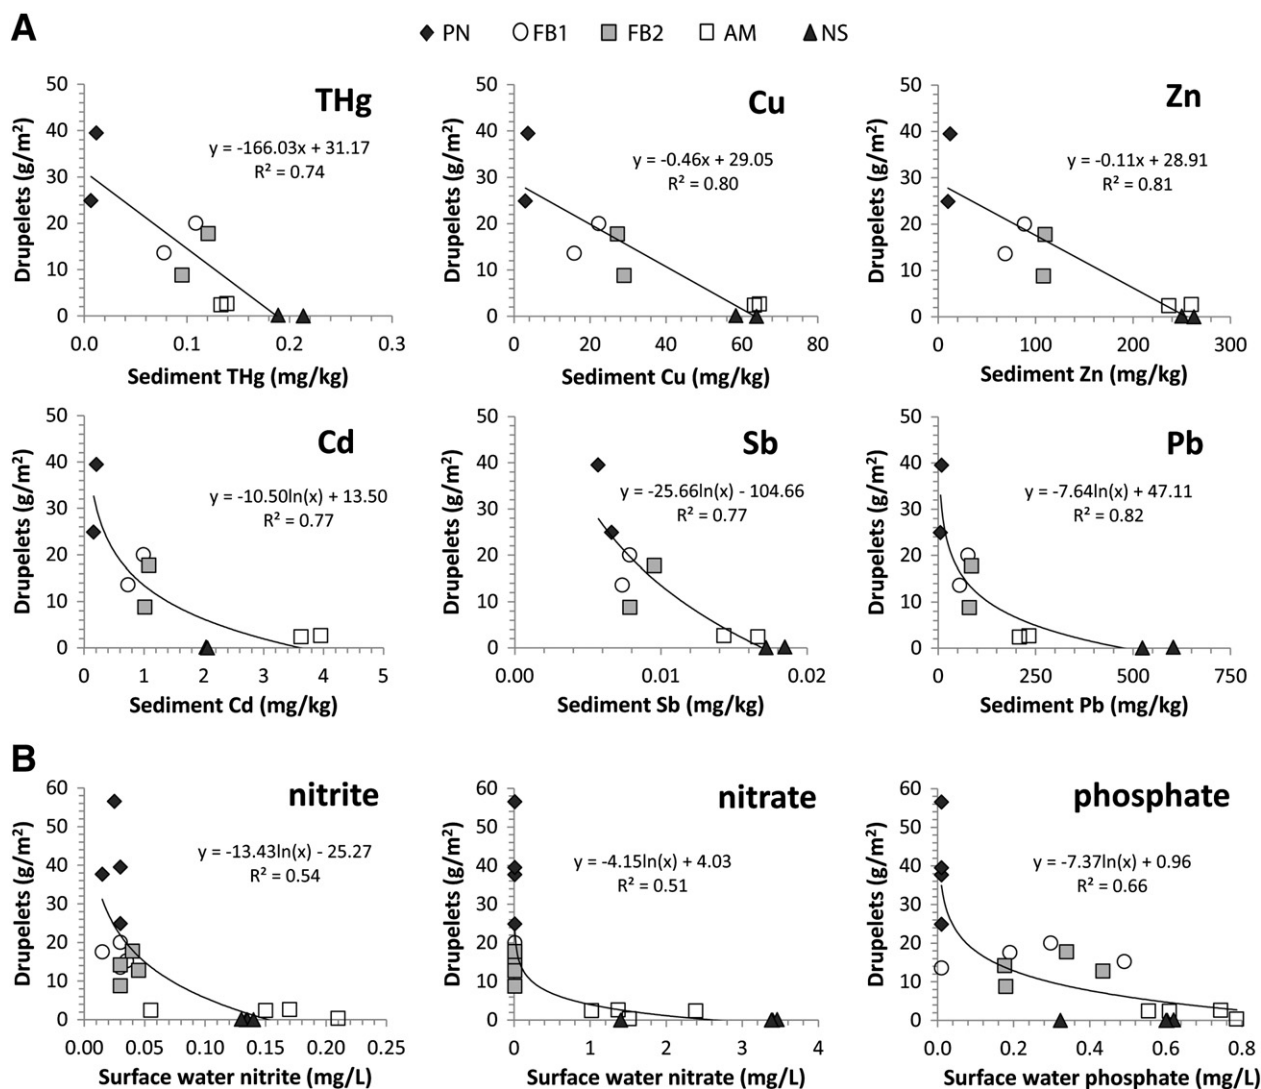 A
PN FB1 FB2 AM NS
THg
y = -166.03x + 31.17
R² = 0.74
50
40
30
20
10
0
Drupelets (g/m²)
0.0 0.1 0.2 0.3
Sediment THg (mg/kg)
Cu
y = -0.46x + 29.05
R² = 0.80
50
40
30
20
10
0
Drupelets (g/m²)
0 20 40 60 80
Sediment Cu (mg/kg)
Zn
y = -0.11x + 28.91
R² = 0.81
50
40
30
20
10
0
Drupelets (g/m²)
0 100 200 300
Sediment Zn (mg/kg)
Cd
y = -10.50ln(x) + 13.50
R² = 0.77
50
40
30
20
10
0
Drupelets (g/m²)
0 1 2 3 4 5
Sediment Cd (mg/kg)
Sb
y = -25.66ln(x) - 104.66
R² = 0.77
50
40
30
20
10
0
Drupelets (g/m²)
0.00 0.01 0.02
Sediment Sb (mg/kg)
Pb
y = -7.64ln(x) + 47.11
R² = 0.82
50
40
30
20
10
0
Drupelets (g/m²)
0 250 500 750
Sediment Pb (mg/kg)
B
nitrite
y = -13.43ln(x) - 25.27
R² = 0.54
60
50
40
30
20
10
0
Drupelets (g/m²)
0.00 0.05 0.10 0.15 0.20 0.25
Surface water nitrite (mg/L)
nitrate
y = -4.15ln(x) + 4.03
R² = 0.51
60
50
40
30
20
10
0
Drupelets (g/m²)
0 1 2 3 4
Surface water nitrate (mg/L)
phosphate
y = -7.37ln(x) + 0.96
R² = 0.66
60
50
40
30
20
10
0
Drupelets (g/m²)
0.0 0.2 0.4 0.6 0.8
Surface water phosphate (mg/L)